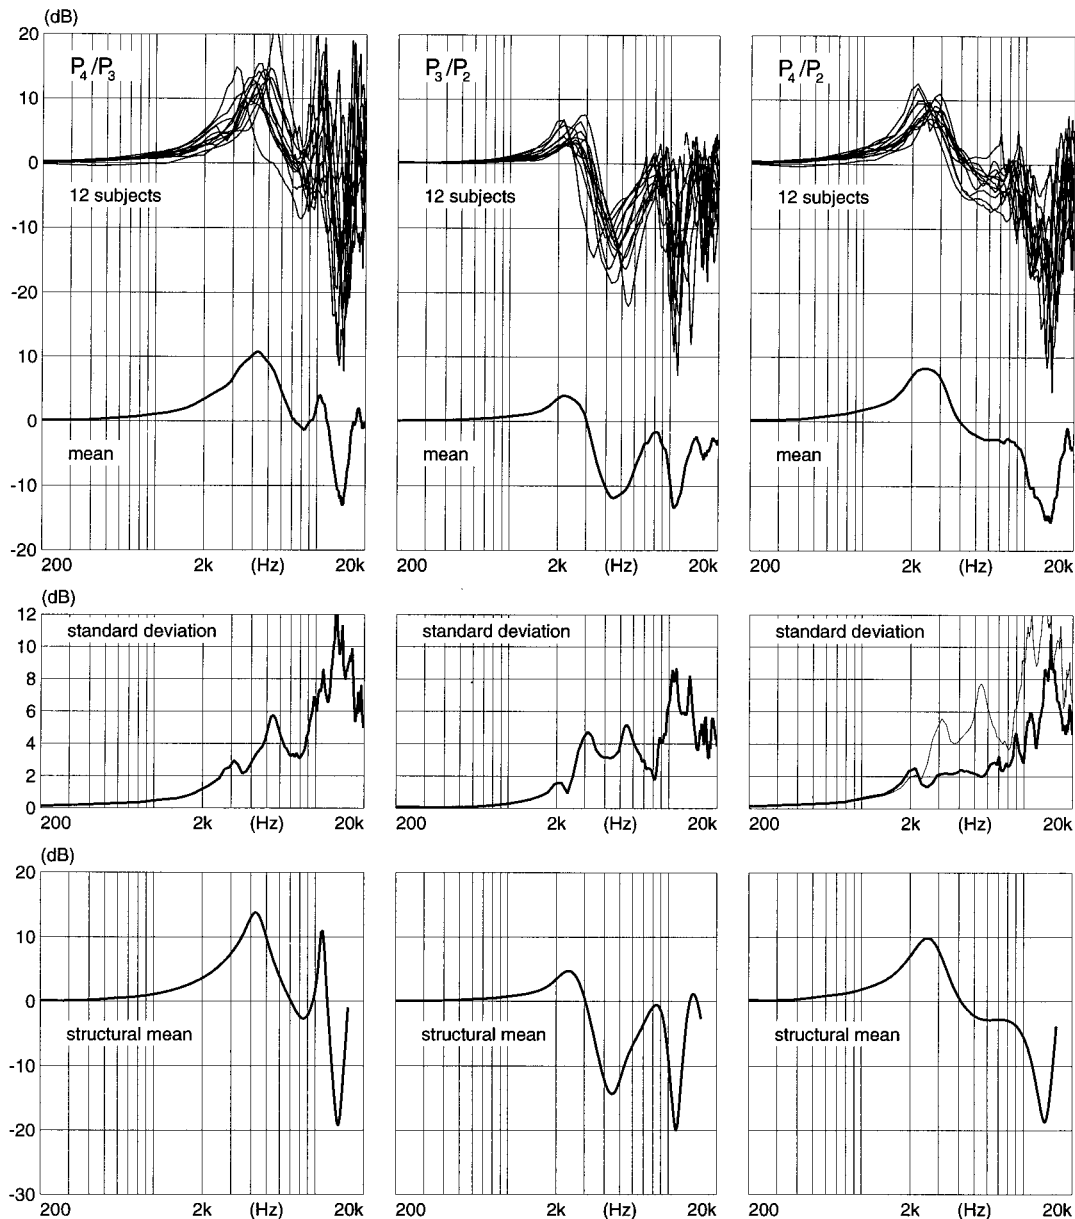 (dB)
20
10
0
-10
-20
10
0
-10
-20
P4/P3
12 subjects
mean
200 2k (Hz) 20k
P3/P2
12 subjects
mean
200 2k (Hz) 20k
P4/P2
12 subjects
mean
200 2k (Hz) 20k
(dB)
12
10
8
6
4
2
0
standard deviation
200 2k (Hz) 20k
standard deviation
200 2k (Hz) 20k
standard deviation
200 2k (Hz) 20k
(dB)
20
10
0
-10
-20
-30
structural mean
200 2k (Hz) 20k
structural mean
200 2k (Hz) 20k
structural mean
200 2k (Hz) 20k